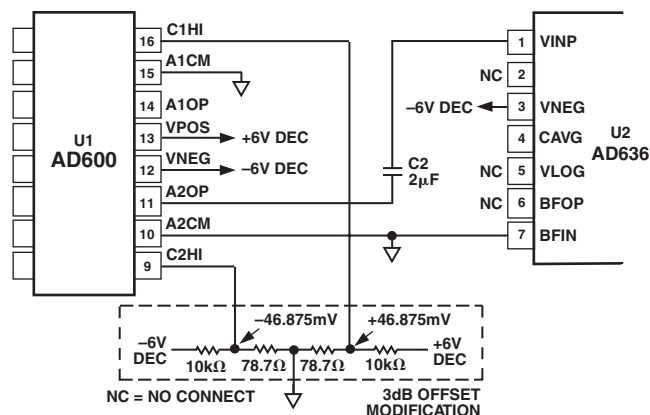 C1HI
16
A1CM
15
A1OP
14
VPOS
13
+6V DEC
VNEG
12
–6V DEC
A2OP
11
A2CM
10
C2HI
9
U1
AD600
C2
2µF
1 VINP
NC 2
–6V DEC 3 VNEG
4 CAVG
NC 5 VLOG
NC 6 BFOP
7 BFIN
U2
AD636
–46.875mV
+46.875mV
–6V
DEC
+6V
DEC
10kΩ 78.7Ω 78.7Ω 10kΩ
NC = NO CONNECT
3dB OFFSET
MODIFICATION